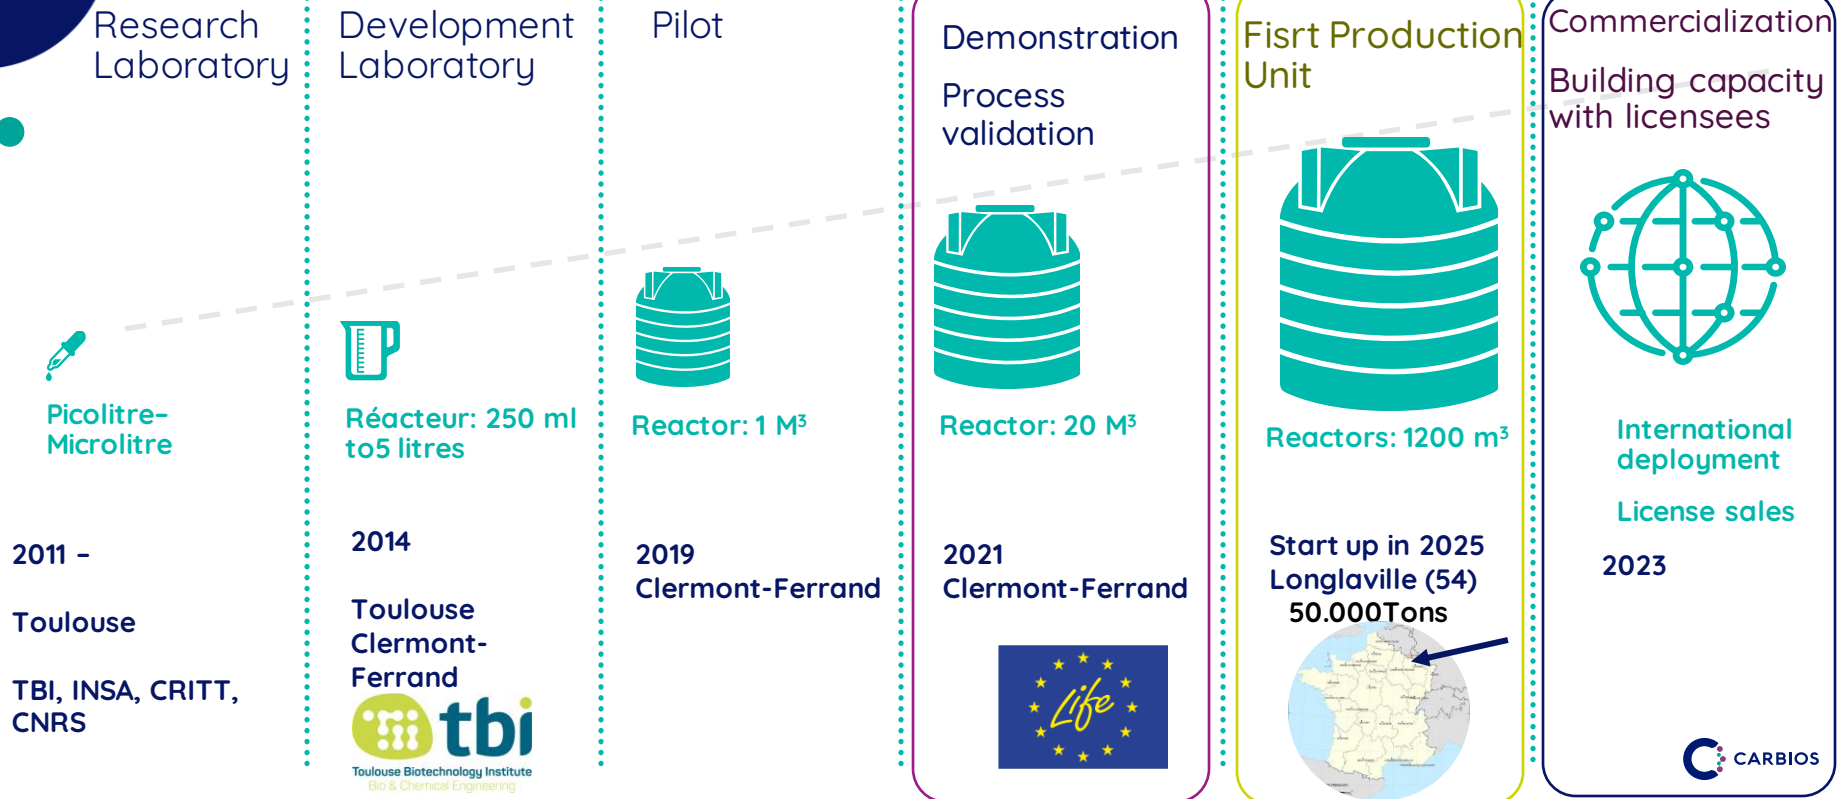 Research
Laboratory
Picolitre–
Microlitre
2011 –
Toulouse
TBI, INSA, CRITT,
CNRS
Development
Laboratory
Réacteur: 250 ml
to5 litres
2014
Toulouse
Clermont-
Ferrand
tbi
Toulouse Biotechnology Institute
Bio & Chemical Engineering
Pilot
Reactor: 1 M³
2019
Clermont-Ferrand
Demonstration
Process
validation
Reactor: 20 M³
2021
Clermont-Ferrand
Life
Fisrt Production
Unit
Reactors: 1200 m³
Start up in 2025
Longlaville (54)
50.000Tons
Commercialization
Building capacity
with licensees
International
deployment
License sales
2023
CARBIOS